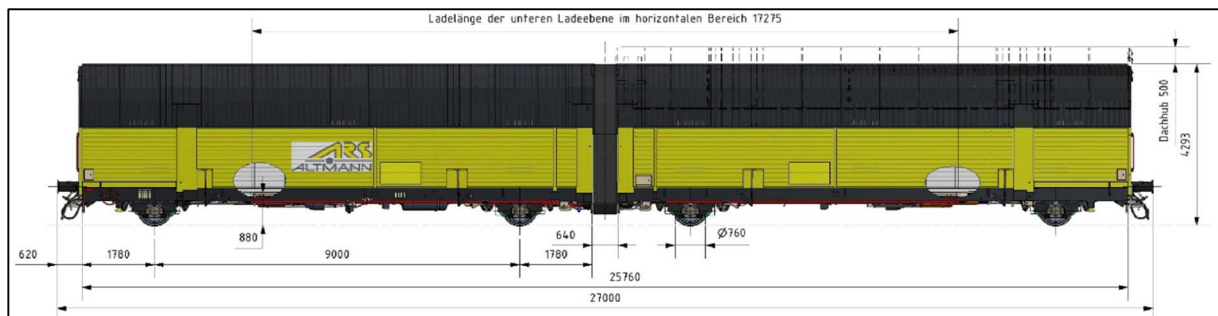 Ladelänge der unteren Ladeebene im horizontalen Bereich 17275
Dachhub 500
4293
ARS
ALTMANN
880
640
Ø760
620
1780
9000
1780
25760
27000